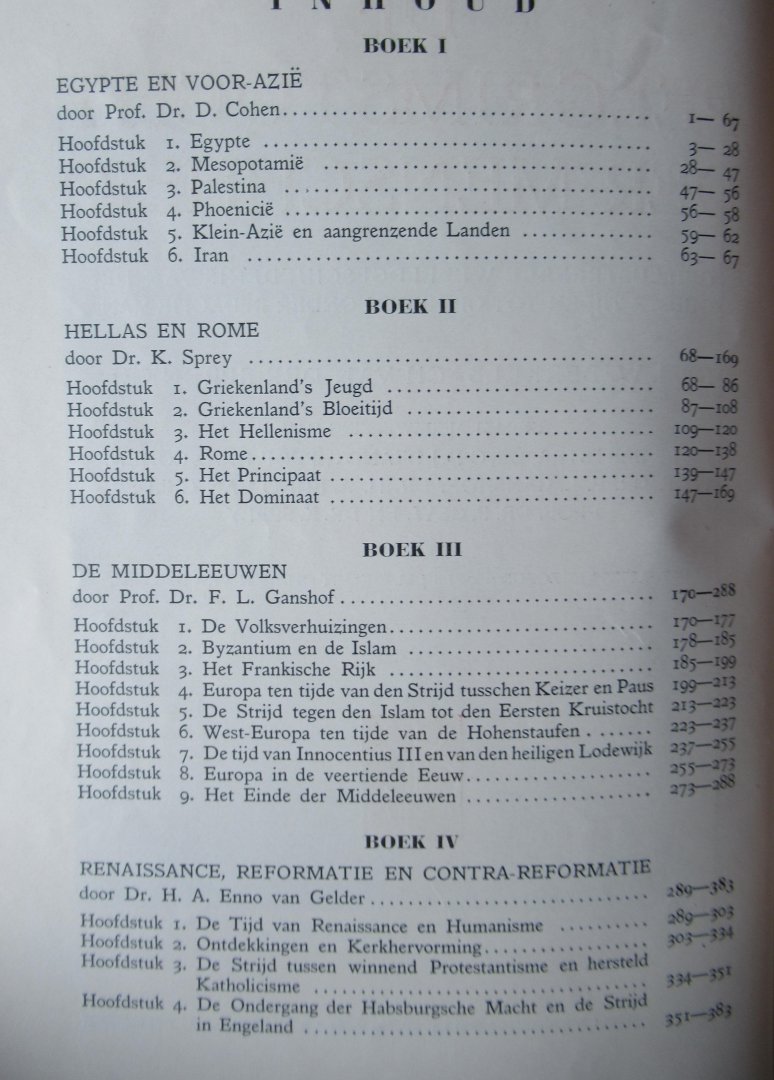 INHOUD
BOEK I
EGYPTE EN VOOR-AZIË
door Prof. Dr. D. Cohen........................................ 1— 67
Hoofdstuk 1. Egypte ........................................ 3— 28
Hoofdstuk 2. Mesopotamië ........................................ 28— 47
Hoofdstuk 3. Palestina ........................................ 47— 56
Hoofdstuk 4. Phoenicië ........................................ 56— 58
Hoofdstuk 5. Klein-Azië en aangrenzende Landen ............ 59— 62
Hoofdstuk 6. Iran ........................................ 63— 67
BOEK II
HELLAS EN ROME
door Dr. K. Sprey ........................................ 68—169
Hoofdstuk 1. Griekenland's Jeugd ........................ 68— 86
Hoofdstuk 2. Griekenland's Bloeitijd ........................ 87—108
Hoofdstuk 3. Het Hellenisme ........................ 109—120
Hoofdstuk 4. Rome........................................ 120—138
Hoofdstuk 5. Het Principaat ........................ 139—147
Hoofdstuk 6. Het Dominaat ........................ 147—169
BOEK III
DE MIDDELEEUWEN
door Prof. Dr. F. L. Ganshof........................ 170—288
Hoofdstuk 1. De Volksverhuizingen........................ 170—177
Hoofdstuk 2. Byzantium en de Islam ........................ 178—185
Hoofdstuk 3. Het Frankische Rijk ........................ 185—199
Hoofdstuk 4. Europa ten tijde van den Strijd tusschen Keizer en Paus 199—213
Hoofdstuk 5. De Strijd tegen den Islam tot den Eersten Kruistocht 213—223
Hoofdstuk 6. West-Europa ten tijde van de Hohenstaufen ....... 223—237
Hoofdstuk 7. De tijd van Innocentius III en van den heiligen Lodewijk 237—255
Hoofdstuk 8. Europa in de veertiende Eeuw.................... 255—273
Hoofdstuk 9. Het Einde der Middeleeuwen .................... 273—288
BOEK IV
RENAISSANCE, REFORMATIE EN CONTRA-REFORMATIE
door Dr. H. A. Enno van Gelder............................ 289—383
Hoofdstuk 1. De Tijd van Renaissance en Humanisme .......... 289—303
Hoofdstuk 2. Ontdekkingen en Kerkhervorming.................. 303—334
Hoofdstuk 3. De Strijd tussen winnend Protestantisme en hersteld
Katholicisme .................................... 334—351
Hoofdstuk 4. De Ondergang der Habsburgsche Macht en de Strijd
in Engeland .................................... 351—383